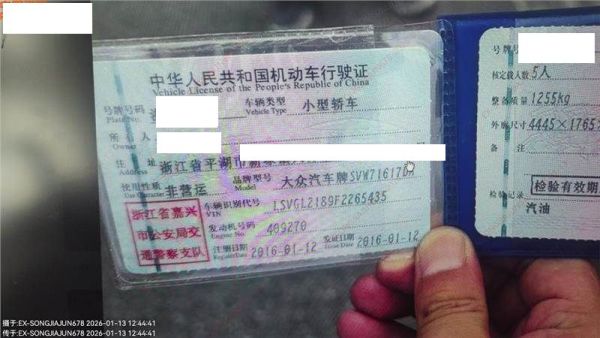 中华人民共和国机动车行驶证
Vehicle License of the People's Republic of China
号牌号码
Plate No.
车辆类型
Vehicle Type
小型轿车
所有人
Owner
住址
Address
浙江省平湖市新
使用性质
Use Character
非营运
品牌型号
Model
大众汽车牌SVW71617
浙江省嘉兴
市公安局交
通警察支队
车辆识别代号
VIN
LSVGL2189F2265435
发动机号码
Engine No.
409270
注册日期
Register Date
2016-01-12
发证日期
Issue Date
2016-01-12
号牌号
核定载人数 5人
整备质量 1255kg
外廓尺寸 4445×1765
备注
检验记录
检验有效期
汽油
摄于:EX-SONGJIAJUN678 2026-01-13 12:44:41
传于:EX-SONGJIAJUN678 2026-01-13 12:44:41